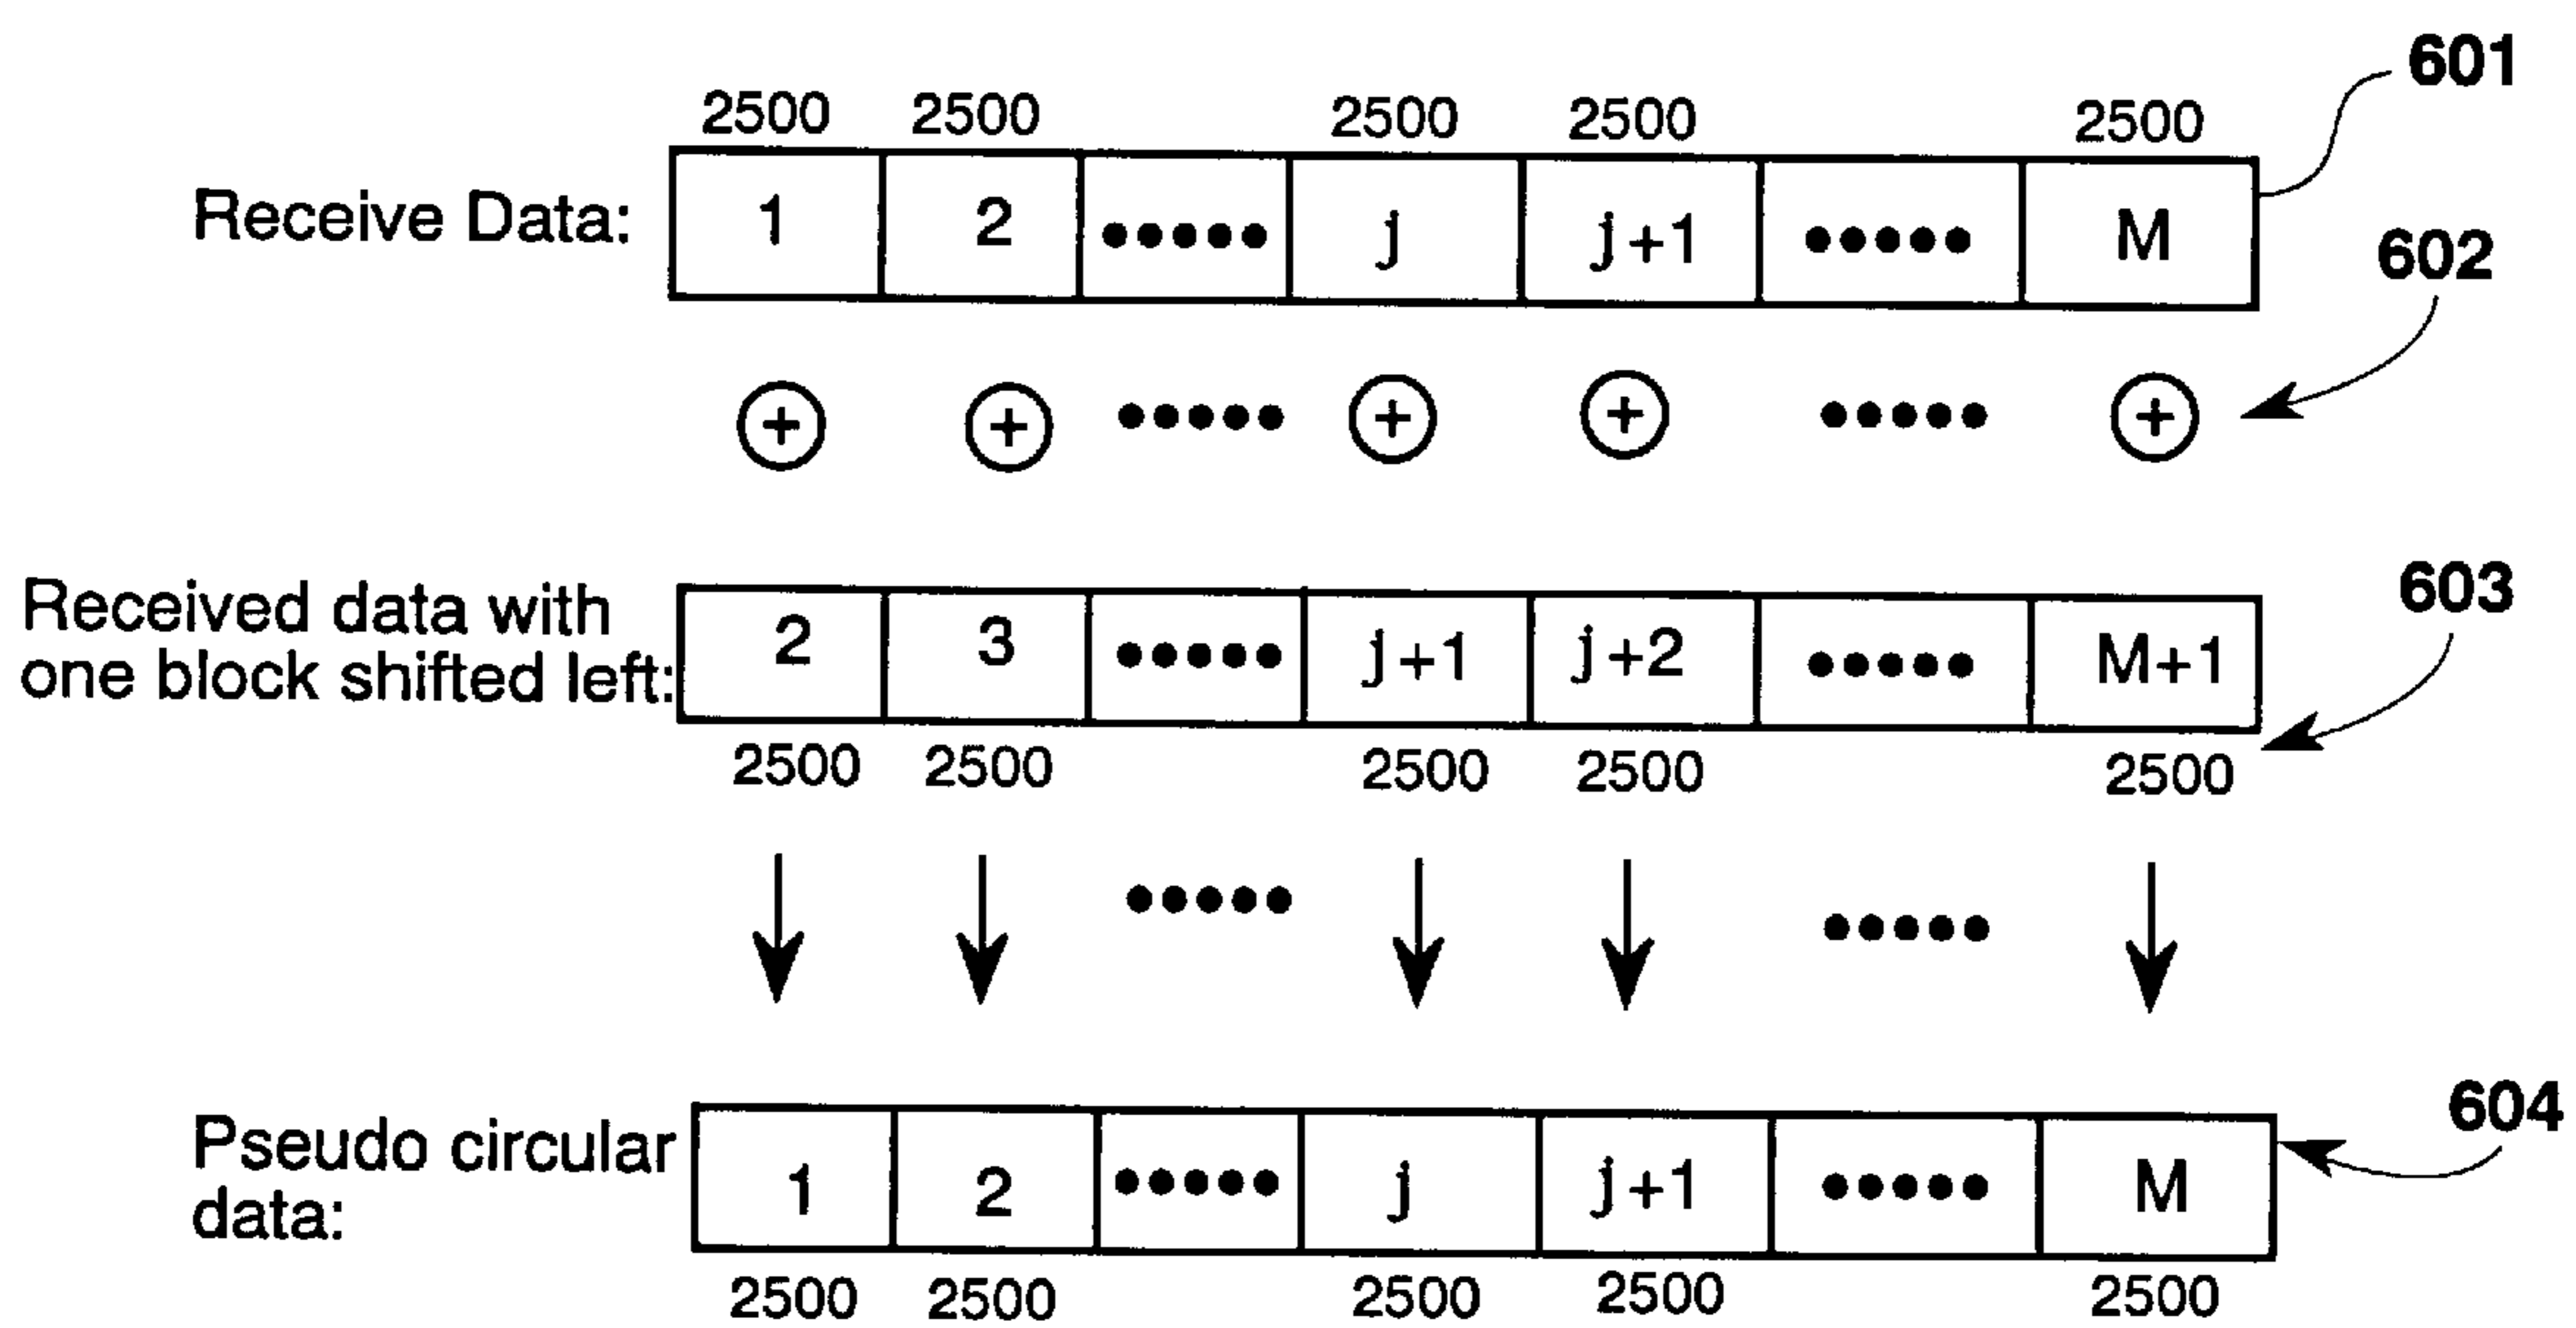 601
2500 2500 2500 2500 2500
Receive Data: 1 2 ••••• j j+1 ••••• M
602
+ + ••••• + + ••••• +
603
Received data with
one block shifted left: 2 3 ••••• j+1 j+2 ••••• M+1
2500 2500 2500 2500 2500
••••• •••••
604
Pseudo circular
data: 1 2 ••••• j j+1 ••••• M
2500 2500 2500 2500 2500